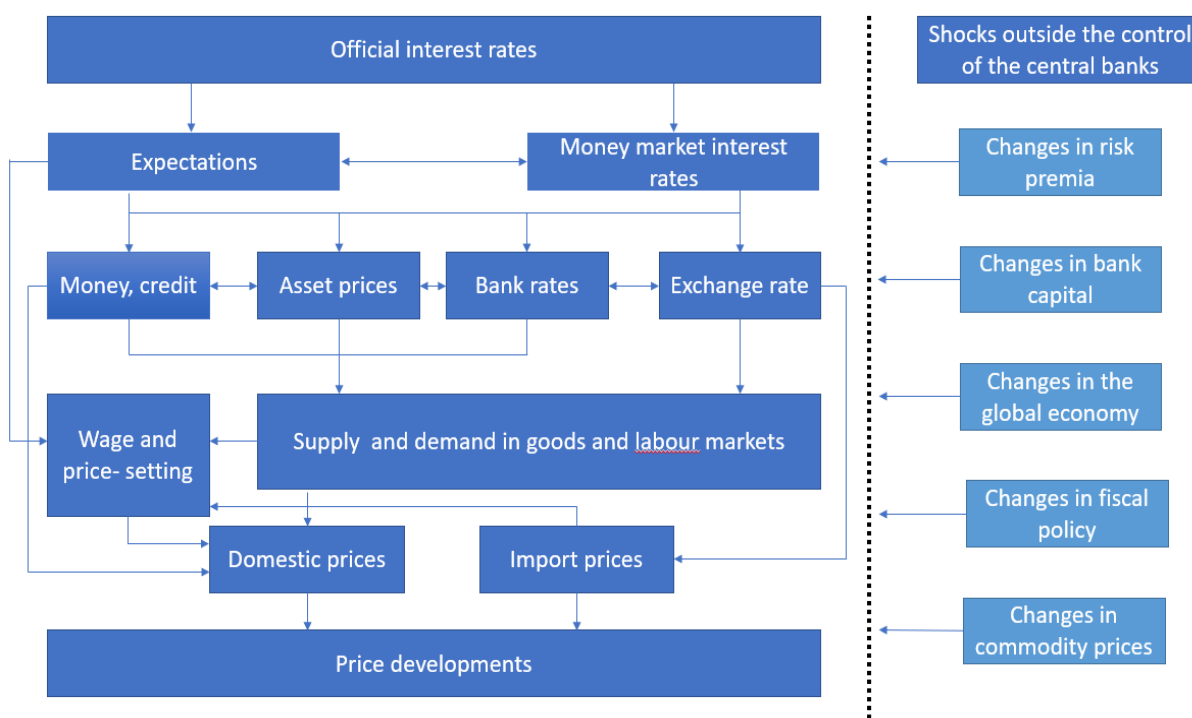 Official interest rates
Shocks outside the control
of the central banks
Expectations
Money market interest
rates
Changes in risk
premia
Money, credit
Asset prices
Bank rates
Exchange rate
Changes in bank
capital
Wage and
price- setting
Supply  and demand in goods and labour markets
Changes in the
global economy
Domestic prices
Import prices
Changes in fiscal
policy
Price developments
Changes in
commodity prices